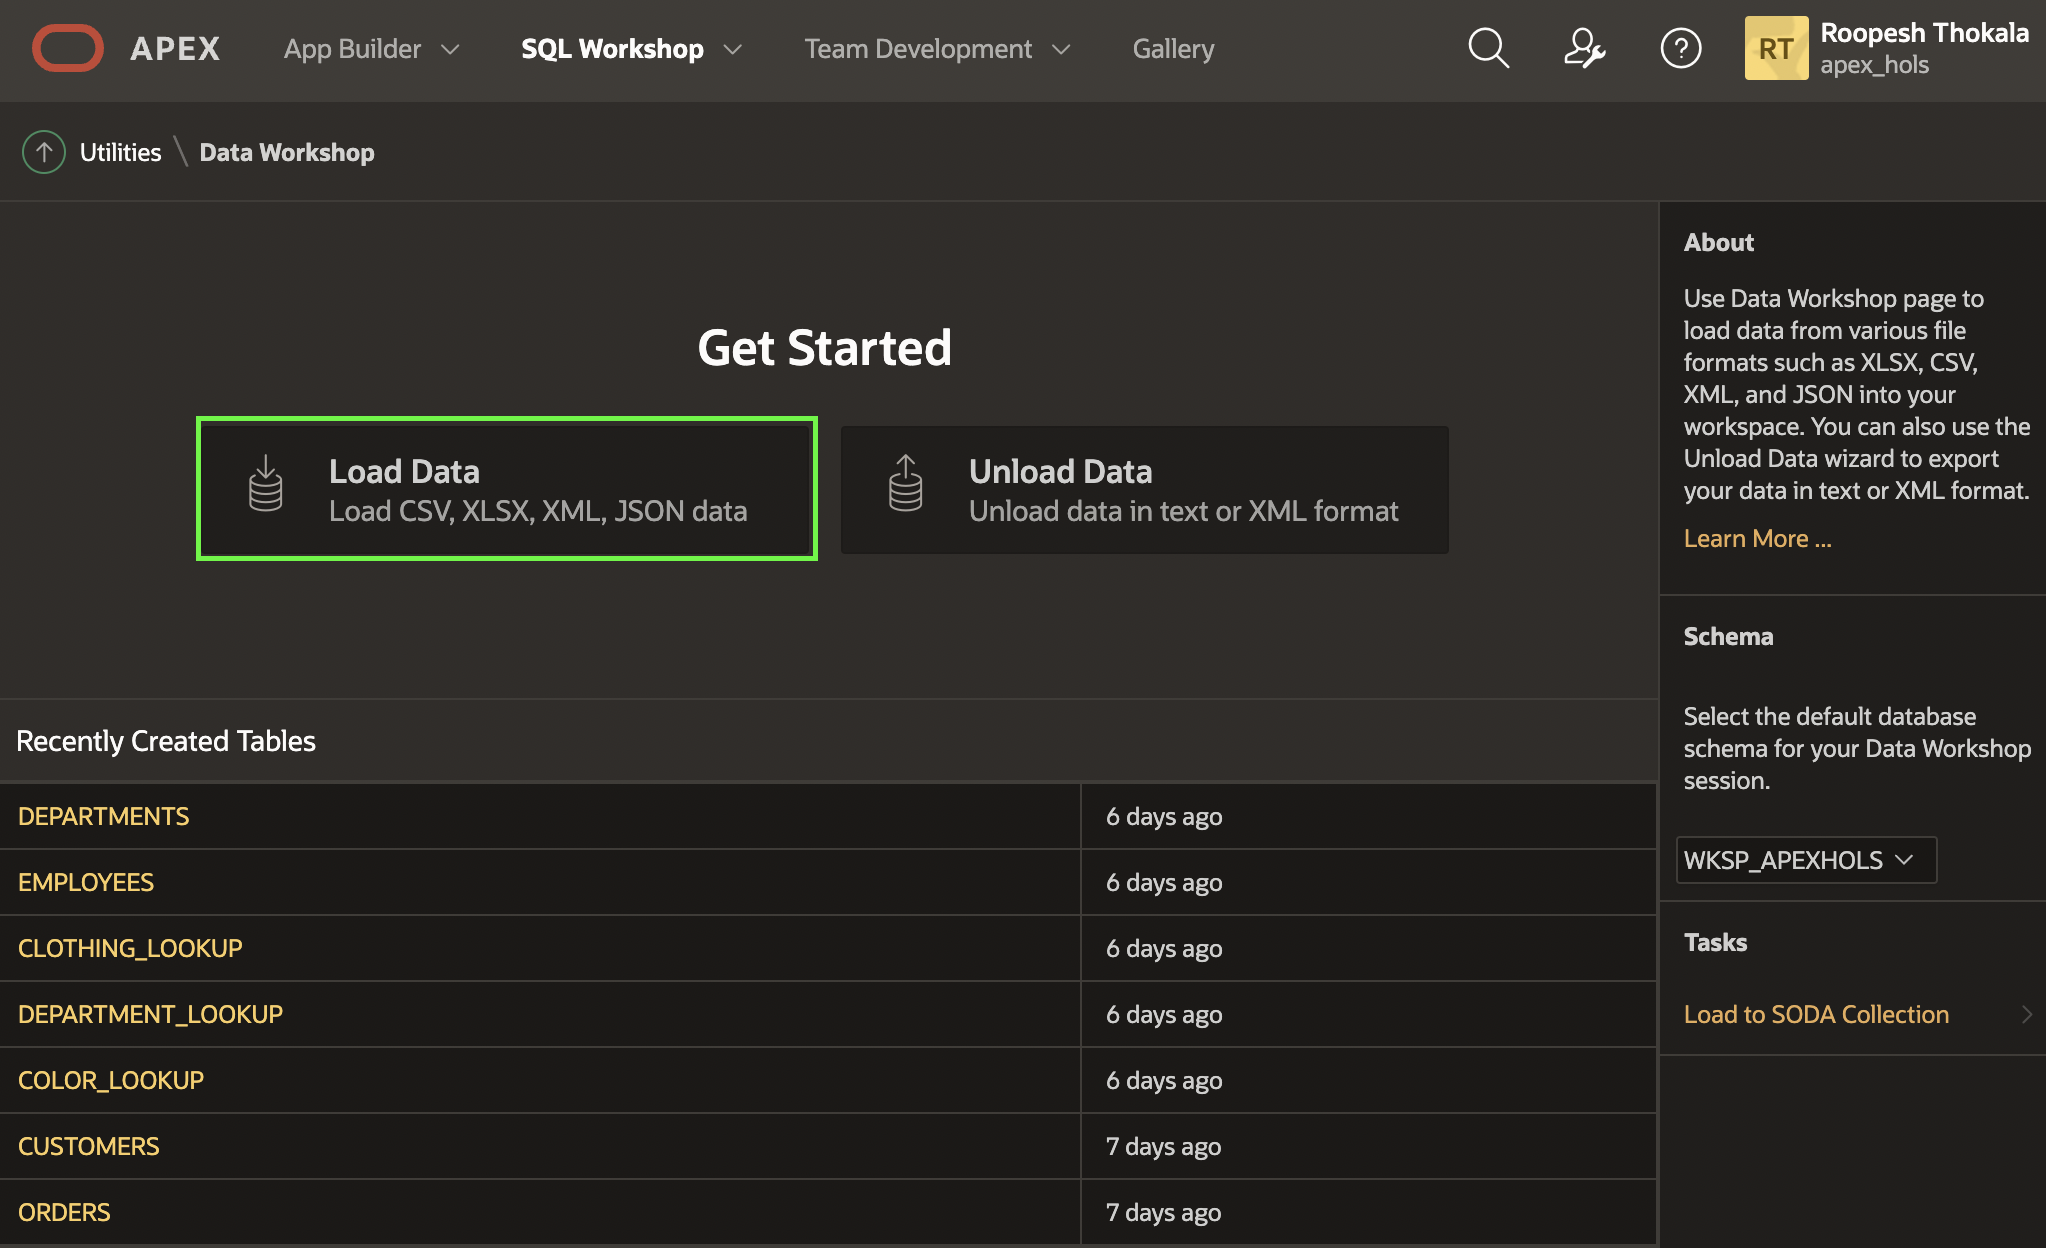 APEX
App Builder
SQL Workshop
Team Development
Gallery
?
RT
Roopesh Thokala
apex_hols
Utilities \ Data Workshop
Get Started
Load Data
Load CSV, XLSX, XML, JSON data
Unload Data
Unload data in text or XML format
Recently Created Tables
DEPARTMENTS 6 days ago
EMPLOYEES 6 days ago
CLOTHING_LOOKUP 6 days ago
DEPARTMENT_LOOKUP 6 days ago
COLOR_LOOKUP 6 days ago
CUSTOMERS 7 days ago
ORDERS 7 days ago
About
Use Data Workshop page to
load data from various file
formats such as XLSX, CSV,
XML, and JSON into your
workspace. You can also use the
Unload Data wizard to export
your data in text or XML format.
Learn More ...
Schema
Select the default database
schema for your Data Workshop
session.
WKSP_APEXHOLS
Tasks
Load to SODA Collection